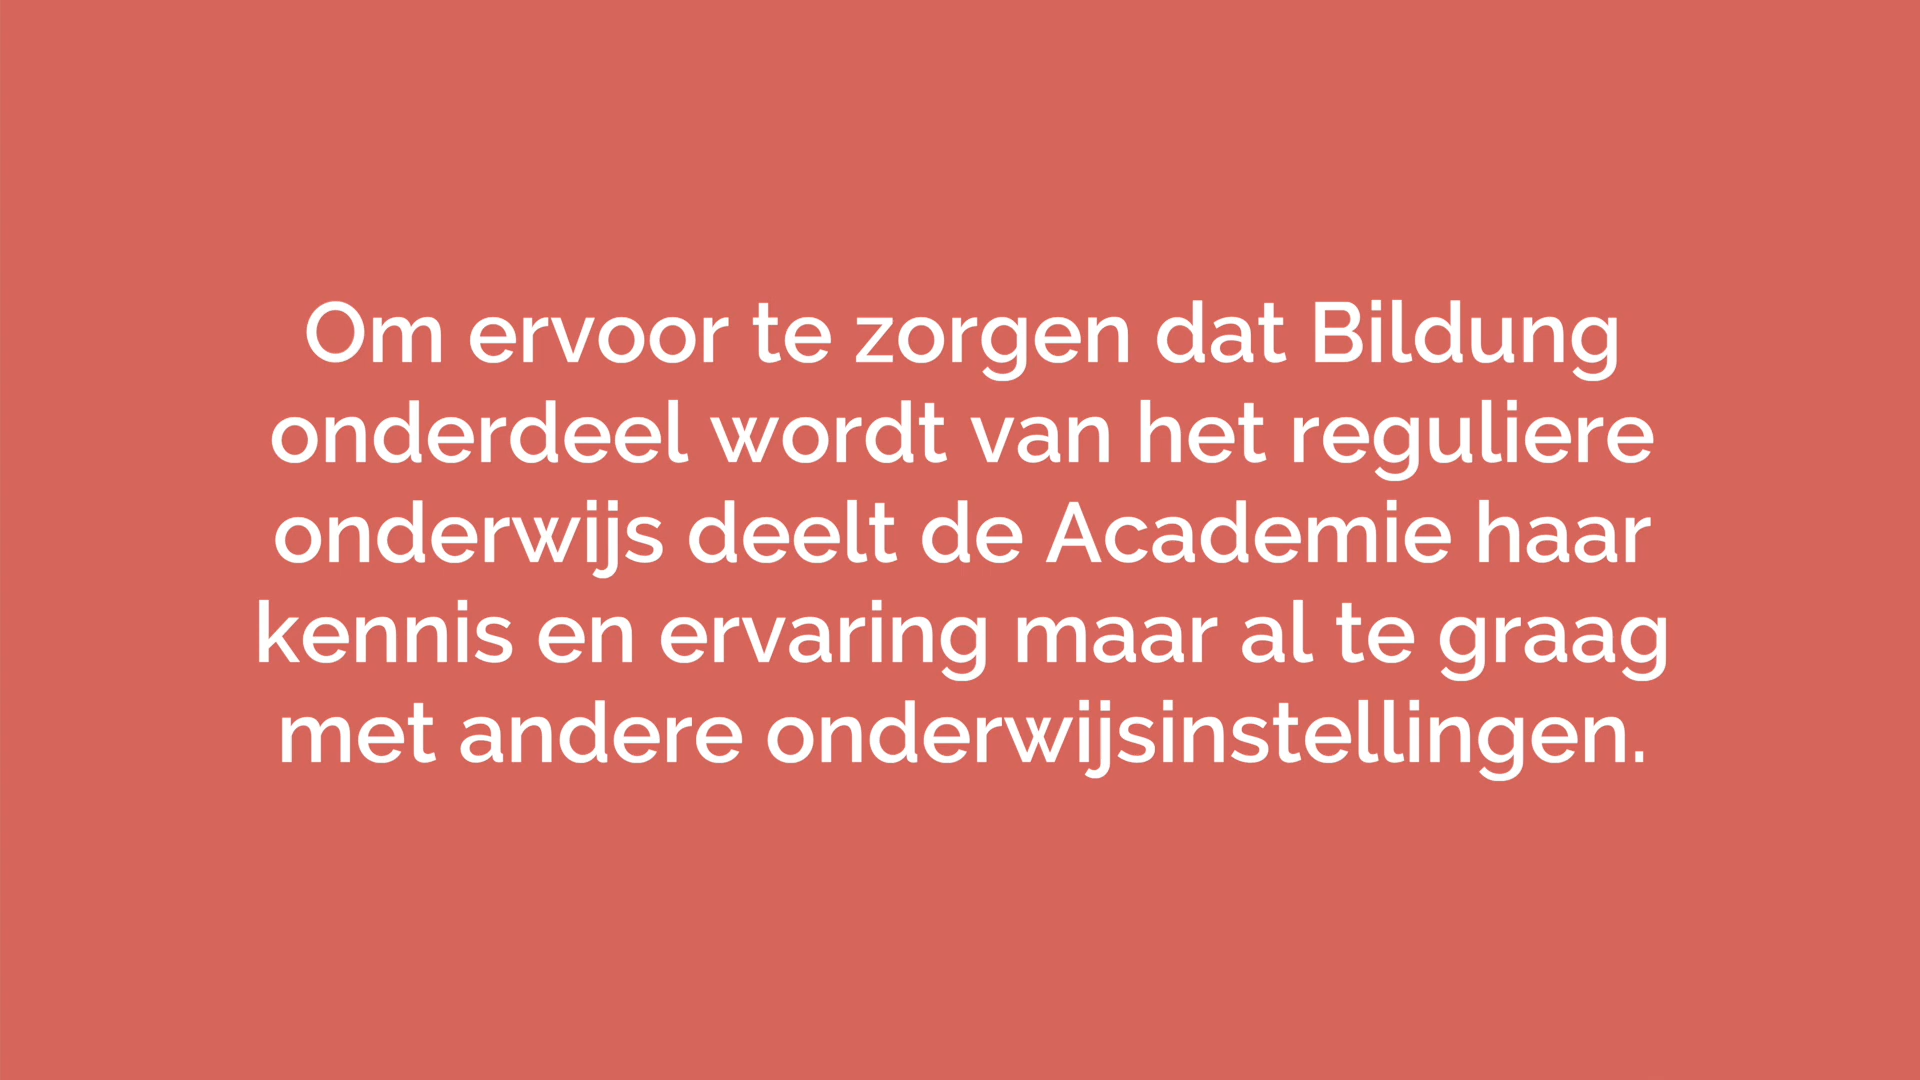 Om ervoor te zorgen dat Bildung
onderdeel wordt van het reguliere
onderwijs deelt de Academie haar
kennis en ervaring maar al te graag
met andere onderwijsinstellingen.